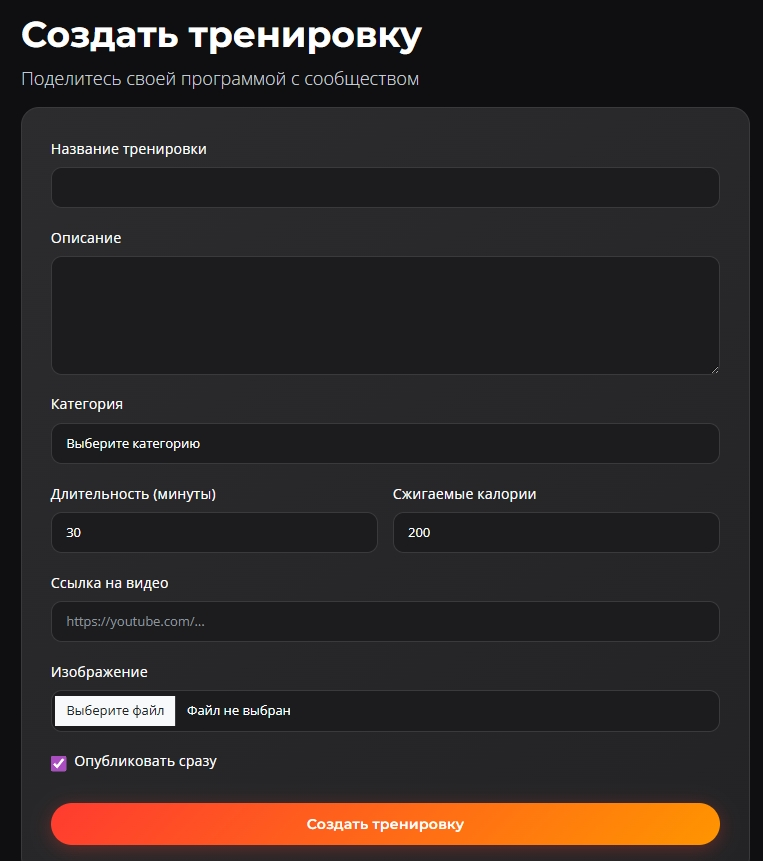 Создать тренировку
Поделитесь своей программой с сообществом
Название тренировки
Описание
Категория
Выберите категорию
Длительность (минуты) Сжигаемые калории
30 200
Ссылка на видео
https://youtube.com/...
Изображение
Выберите файл Файл не выбран
Опубликовать сразу
Создать тренировку